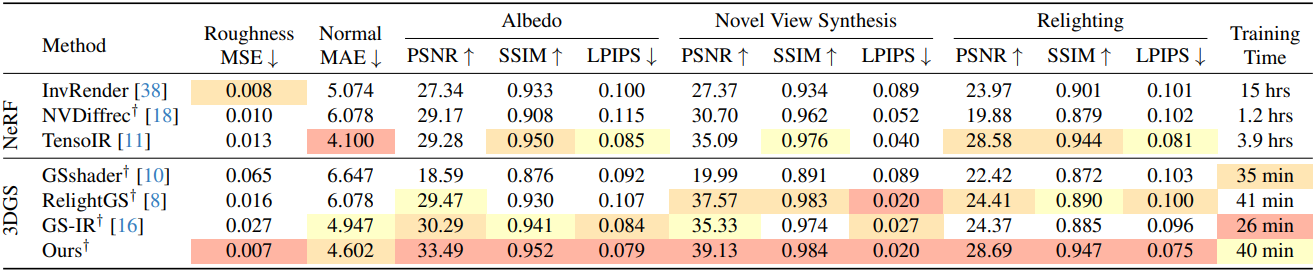 Method Roughness MSE ↓ Normal MAE ↓ Albedo Novel View Synthesis Relighting Training Time
PSNR ↑ SSIM ↑ LPIPS ↓ PSNR ↑ SSIM ↑ LPIPS ↓ PSNR ↑ SSIM ↑ LPIPS ↓
NeRF
InvRender [38] 0.008 5.074 27.34 0.933 0.100 27.37 0.934 0.089 23.97 0.901 0.101 15 hrs
NVDiffrec† [18] 0.010 6.078 29.17 0.908 0.115 30.70 0.962 0.052 19.88 0.879 0.102 1.2 hrs
TensoIR [11] 0.013 4.100 29.28 0.950 0.085 35.09 0.976 0.040 28.58 0.944 0.081 3.9 hrs
3DGS
GSshader† [10] 0.065 6.647 18.59 0.876 0.092 19.99 0.891 0.089 22.42 0.872 0.103 35 min
RelightGS† [8] 0.016 6.078 29.47 0.930 0.107 37.57 0.983 0.020 24.41 0.890 0.100 41 min
GS-IR† [16] 0.027 4.947 30.29 0.941 0.084 35.33 0.974 0.027 24.37 0.885 0.096 26 min
Ours† 0.007 4.602 33.49 0.952 0.079 39.13 0.984 0.020 28.69 0.947 0.075 40 min